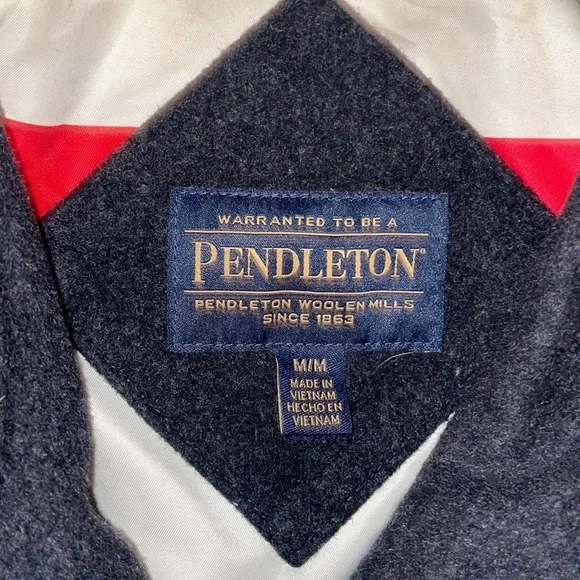 WARRANTED TO BE A
PENDLETON®
PENDLETON WOOLEN MILLS
SINCE 1863
M/M
MADE IN
VIETNAM
HECHO EN
VIETNAM